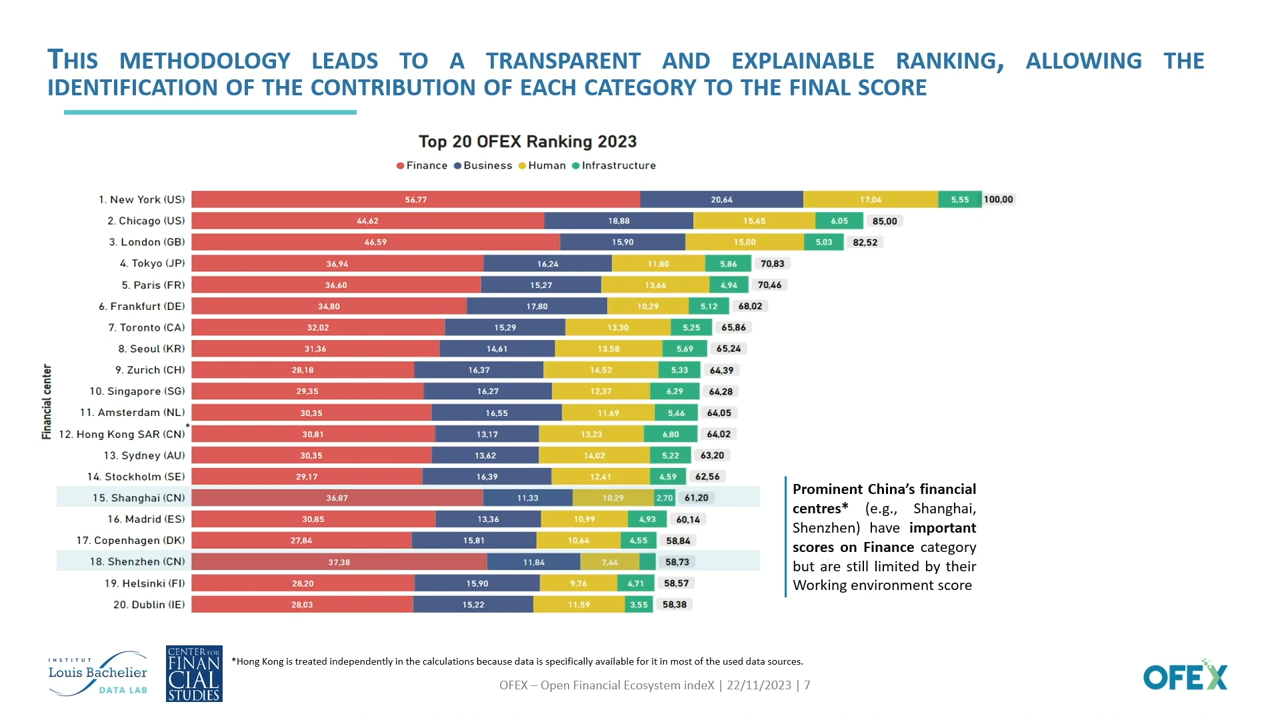 THIS METHODOLOGY LEADS TO A TRANSPARENT AND EXPLAINABLE RANKING, ALLOWING THE
IDENTIFICATION OF THE CONTRIBUTION OF EACH CATEGORY TO THE FINAL SCORE
Top 20 OFEX Ranking 2023
Finance Business Human Infrastructure
Financial center
1. New York (US) 56,77 20,64 17,04 5,55 100,00
2. Chicago (US) 44,62 18,88 15,45 6,05 85,00
3. London (GB) 46,59 15,90 15,00 5,03 82,52
4. Tokyo (JP) 36,94 16,24 11,80 5,86 70,83
5. Paris (FR) 36,60 15,27 13,66 4,94 70,46
6. Frankfurt (DE) 34,80 17,80 10,29 5,12 68,02
7. Toronto (CA) 32,02 15,29 13,30 5,25 65,86
8. Seoul (KR) 31,36 14,61 13,58 5,69 65,24
9. Zurich (CH) 28,18 16,37 14,52 5,33 64,39
10. Singapore (SG) 29,35 16,27 12,37 6,29 64,28
11. Amsterdam (NL) 30,35 16,55 11,69 5,46 64,05
12. Hong Kong SAR (CN)* 30,81 13,17 13,23 6,80 64,02
13. Sydney (AU) 30,35 13,62 14,02 5,22 63,20
14. Stockholm (SE) 29,17 16,39 12,41 4,59 62,56
15. Shanghai (CN) 36,87 11,33 10,29 2,70 61,20
16. Madrid (ES) 30,85 13,36 10,99 4,93 60,14
17. Copenhagen (DK) 27,84 15,81 10,64 4,55 58,84
18. Shenzhen (CN) 37,38 11,84 7,44 58,73
19. Helsinki (FI) 28,20 15,90 9,76 4,71 58,57
20. Dublin (IE) 28,03 15,22 11,59 3,55 58,38
Prominent China's financial
centres* (e.g., Shanghai,
Shenzhen) have important
scores on Finance category
but are still limited by their
Working environment score
*Hong Kong is treated independently in the calculations because data is specifically available for it in most of the used data sources.
INSTITUT
Louis Bachelier
DATA LAB
CENTER FOR
FINAN
CIAL
STUDIES
OFEX – Open Financial Ecosystem indeX | 22/11/2023 | 7
OFEX